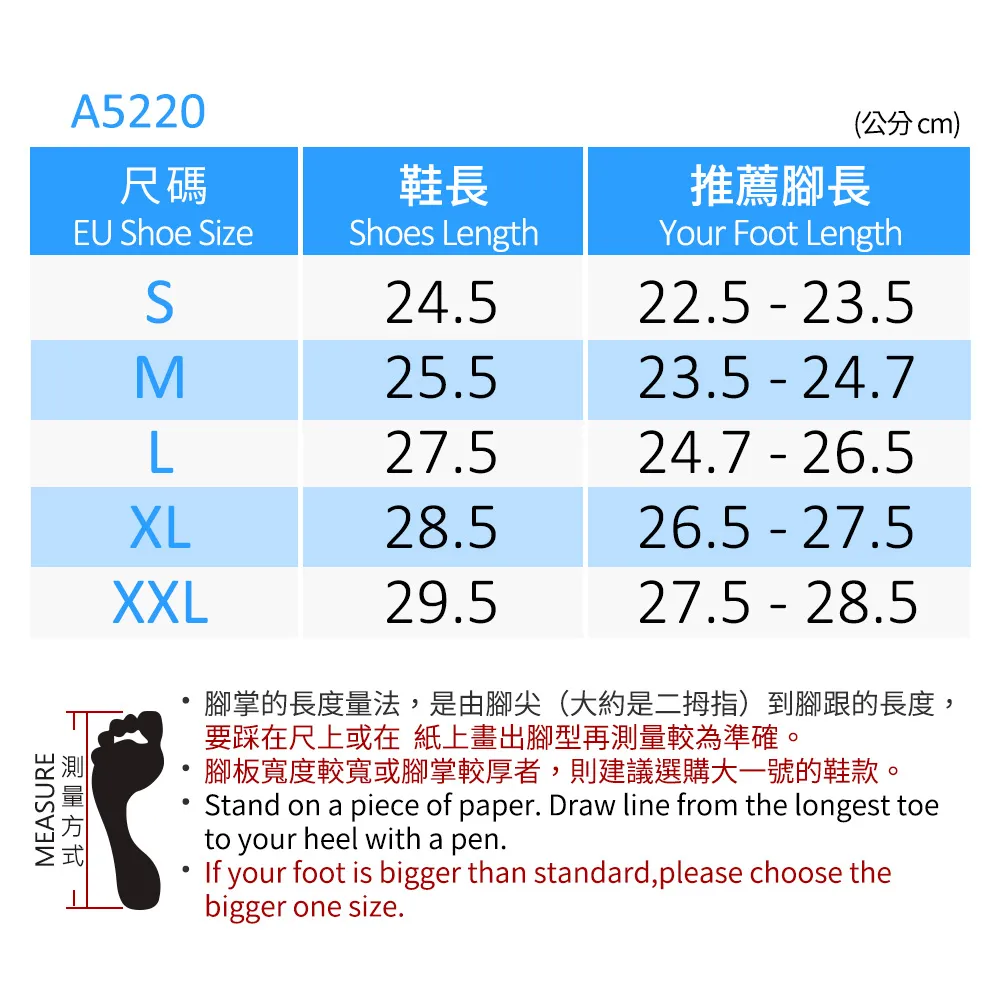 A5220
(公分 cm)
尺碼 鞋長 推薦腳長
EU Shoe Size Shoes Length Your Foot Length
S 24.5 22.5 - 23.5
M 25.5 23.5 - 24.7
L 27.5 24.7 - 26.5
XL 28.5 26.5 - 27.5
XXL 29.5 27.5 - 28.5
MEASURE
測量方式
• 腳掌的長度量法，是由腳尖（大約是二拇指）到腳跟的長度，
要踩在尺上或在 紙上畫出腳型再測量較為準確。
• 腳板寬度較寬或腳掌較厚者，則建議選購大一號的鞋款。
• Stand on a piece of paper. Draw line from the longest toe
to your heel with a pen.
• If your foot is bigger than standard,please choose the
bigger one size.